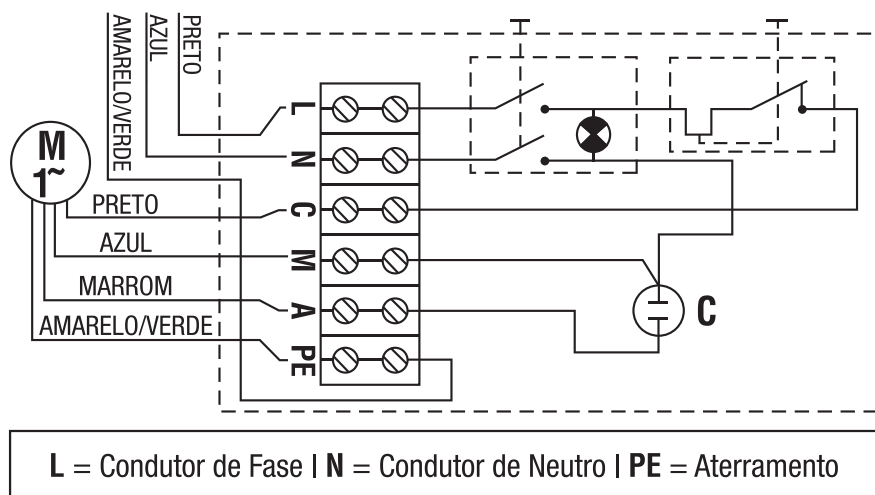 AMARELO/VERDE
AZUL
PRETO
M
1~
PRETO
AZUL
MARROM
AMARELO/VERDE
L
N
C
M
A
PE
C
L = Condutor de Fase | N = Condutor de Neutro | PE = Aterramento